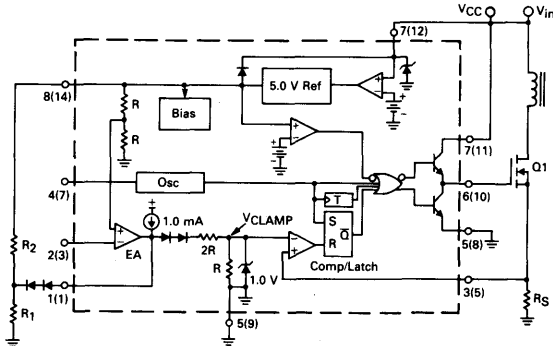 VCC
Vin
7(12)
8(14)
R
5.0 V Ref
+
−
+
−
Bias
R
+
−
+
−
7(11)
Q1
4(7)
Osc
T
6(10)
+
1.0 mA
VCLAMP
S
Q̅
R
R2
+
−
EA
2R
−
+
2(3)
Comp/Latch
5(8)
R
1.0 V
1(1)
3(5)
RS
R1
5(9)